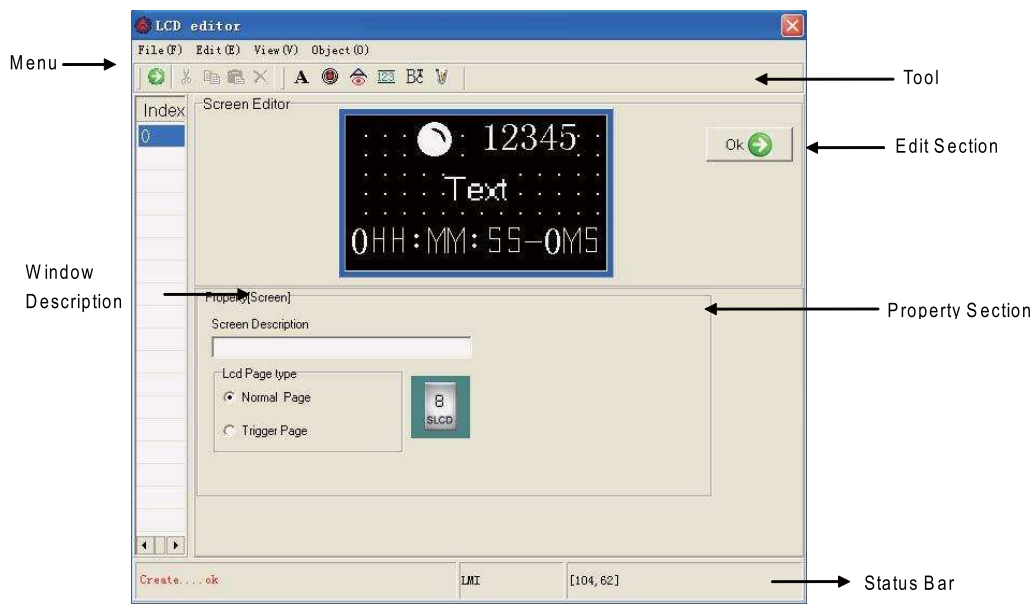 LCD editor
File(F) Edit(E) View(V) Object(O)
Menu
A 123
Tool
Index
Screen Editor
0
12345
Ok
Edit Section
Text
0HH:MM:SS-0MS
Window
Description
Property[Screen]
Property Section
Screen Description
Lcd Page type
Normal Page
Trigger Page
8
SLCD
Create....ok
LMI
[104,62]
Status Bar